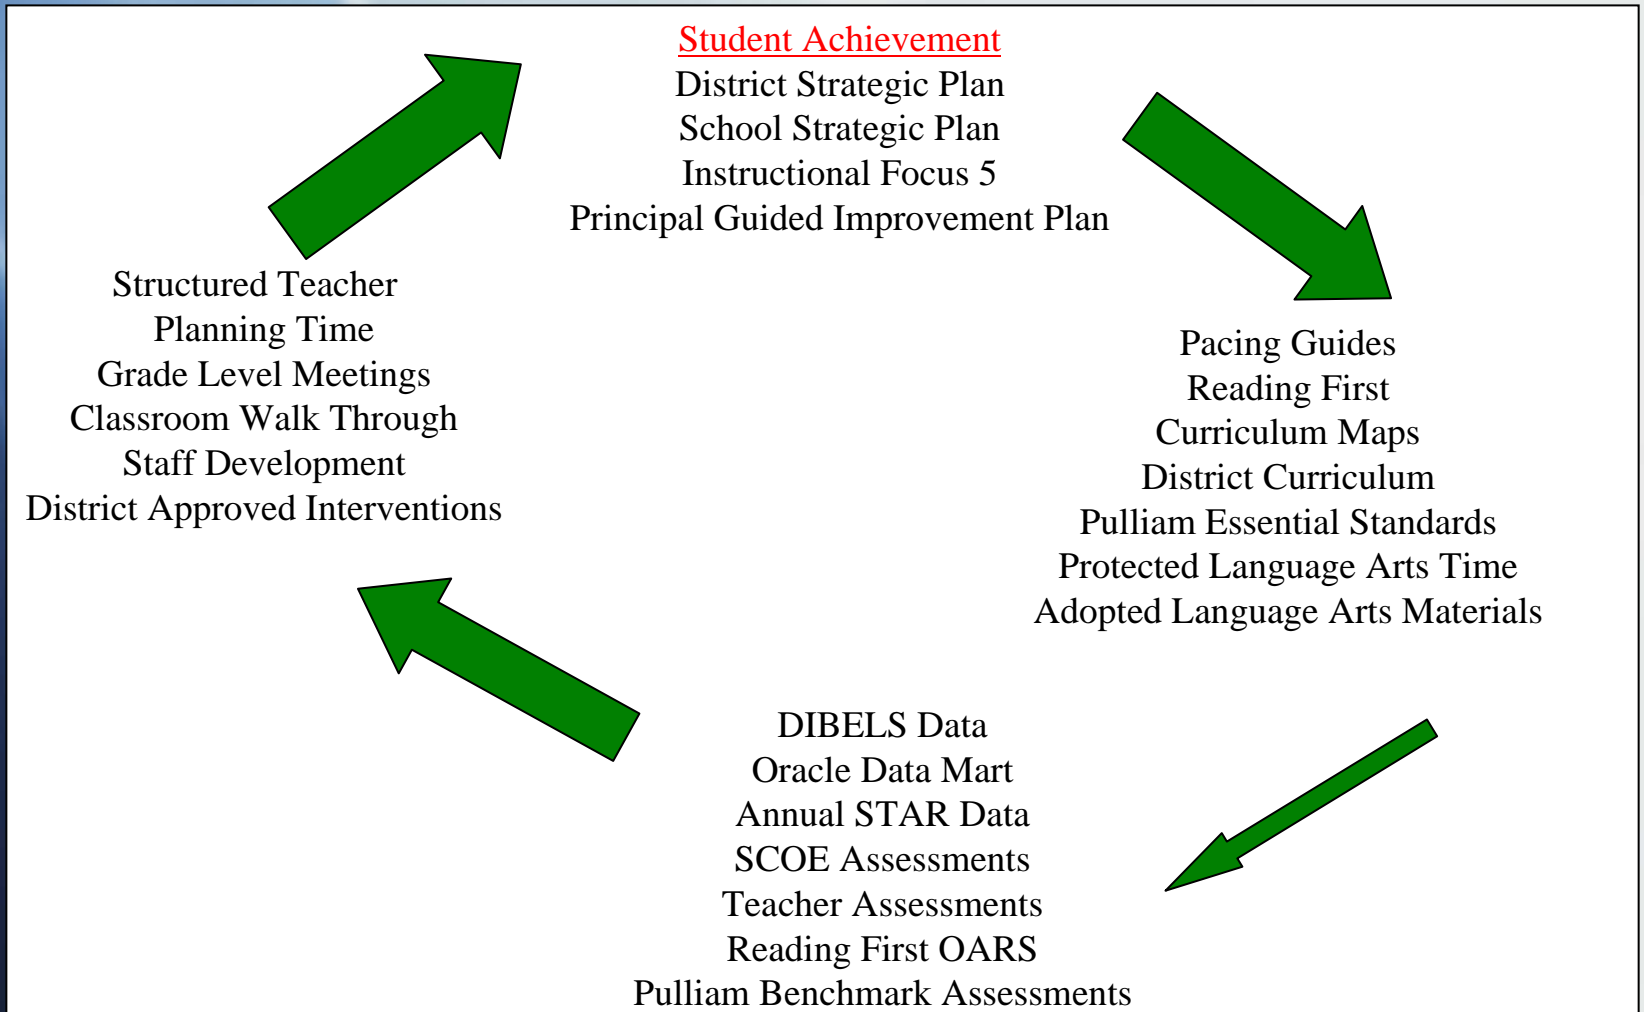 Student Achievement
District Strategic Plan
School Strategic Plan
Instructional Focus 5
Principal Guided Improvement Plan
Pacing Guides
Reading First
Curriculum Maps
District Curriculum
Pulliam Essential Standards
Protected Language Arts Time
Adopted Language Arts Materials
DIBELS Data
Oracle Data Mart
Annual STAR Data
SCOE Assessments
Teacher Assessments
Reading First OARS
Pulliam Benchmark Assessments
Structured Teacher
Planning Time
Grade Level Meetings
Classroom Walk Through
Staff Development
District Approved Interventions